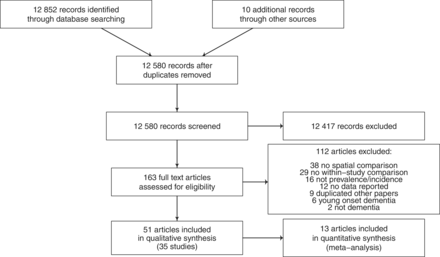 12 852 records identified
through database searching
10 additional records
through other sources
12 580 records after
duplicates removed
12 580 records screened
12 417 records excluded
163 full text articles
assessed for eligibility
112 articles excluded:
38 no spatial comparison
29 no within–study comparison
16 not prevalence/incidence
12 no data reported
9 duplicated other papers
6 young onset dementia
2 not dementia
51 articles included
in qualitative synthesis
(35 studies)
13 articles included
in quantitative synthesis
(meta–analysis)